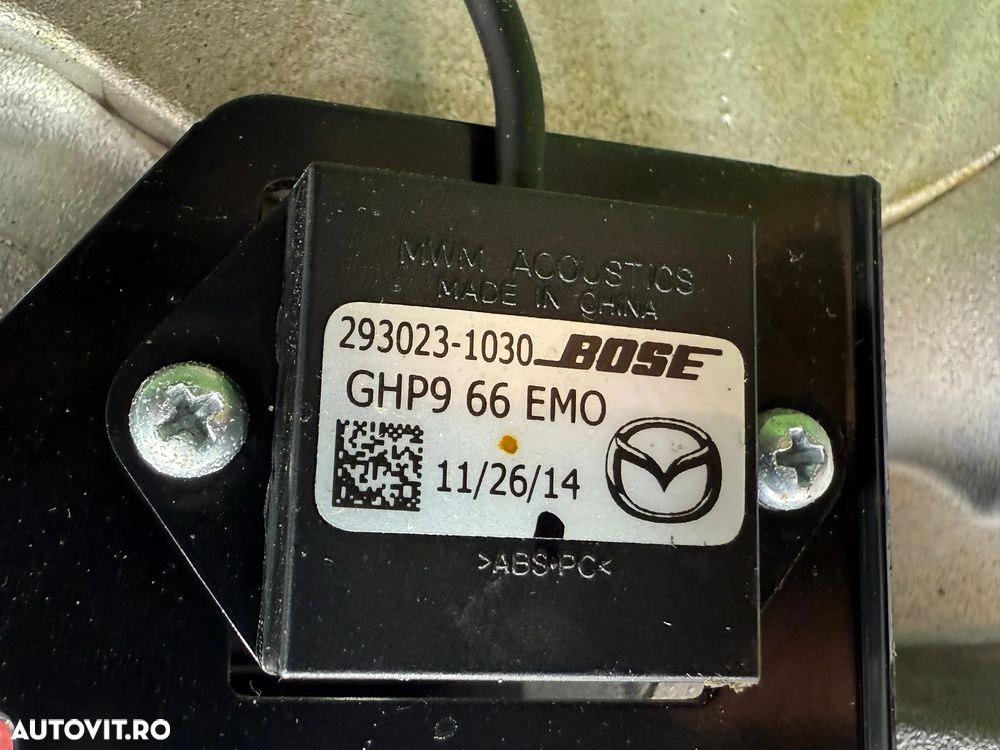 MWM ACOUSTICS
MADE IN CHINA
293023-1030 BOSE
GHP9 66 EMO
11/26/14
>ABS-PC<
AUTOVIT.RO